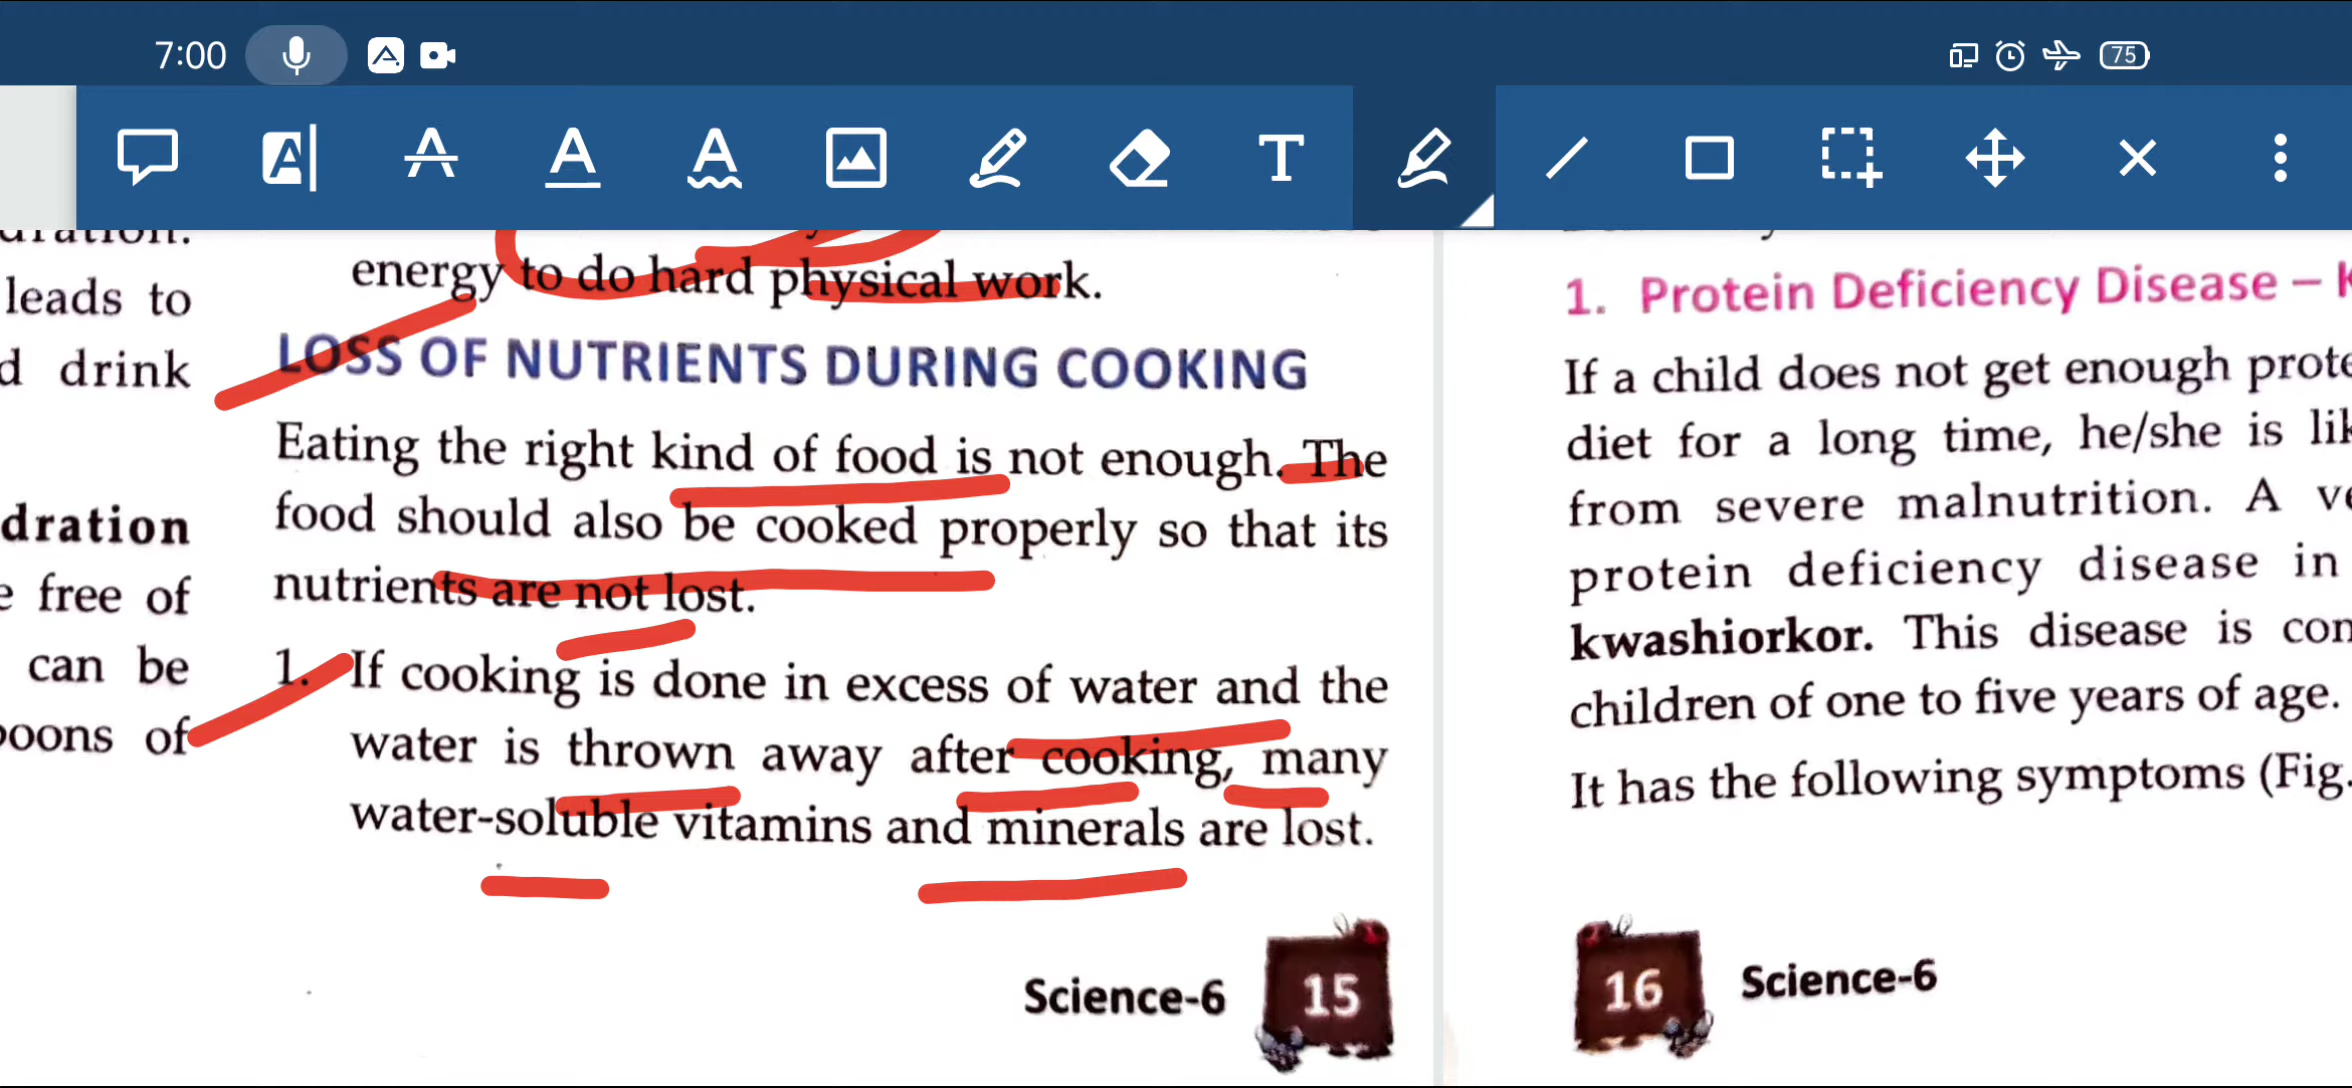 7:00
75
A A A T
leads to
d drink
dration
free of
can be
of
energy to do hard physical work.
LOSS OF NUTRIENTS DURING COOKING
Eating the right kind of food is not enough. The
food should also be cooked properly so that its
nutrients are not lost.
1. If cooking is done in excess of water and the
water is thrown away after cooking, many
water-soluble vitamins and minerals are lost.
Science-6 15
1. Protein Deficiency Disease –
If a child does not get enough
diet for a long time, he/she is
from severe malnutrition. A
protein deficiency disease in
kwashiorkor. This disease is
children of one to five years of age.
It has the following symptoms (Fig.
16 Science-6